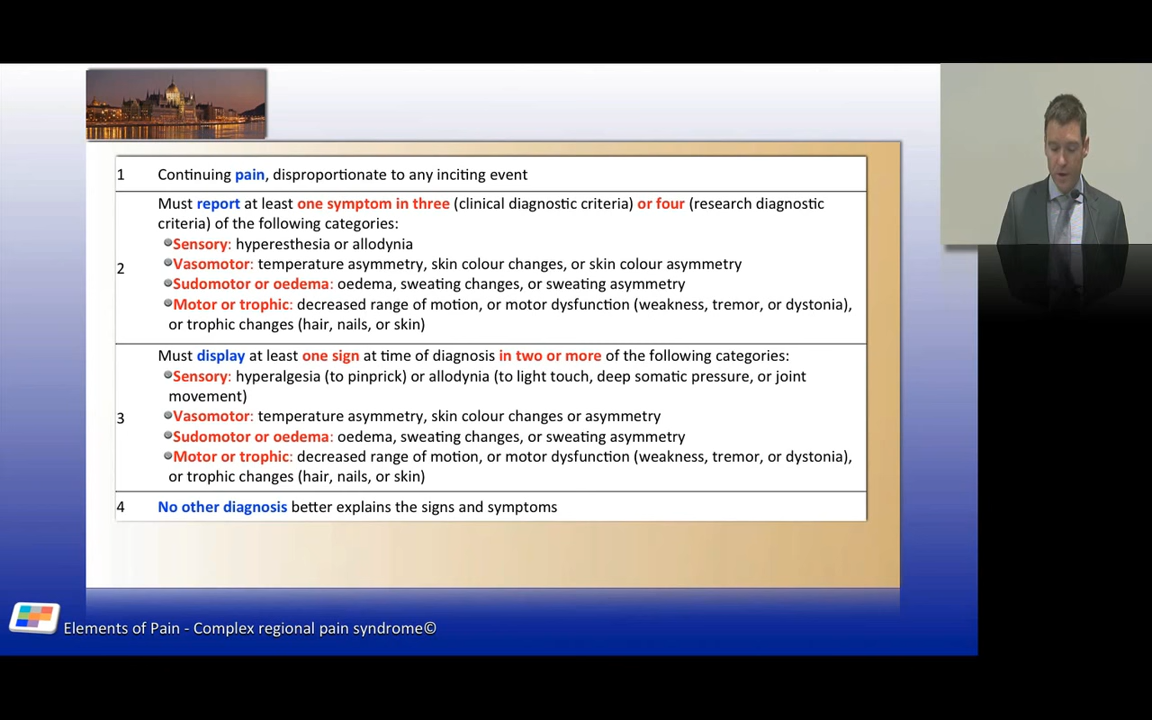 1 Continuing pain, disproportionate to any inciting event
Must report at least one symptom in three (clinical diagnostic criteria) or four (research diagnostic
criteria) of the following categories:
Sensory: hyperesthesia or allodynia
2
Vasomotor: temperature asymmetry, skin colour changes, or skin colour asymmetry
Sudomotor or oedema: oedema, sweating changes, or sweating asymmetry
Motor or trophic: decreased range of motion, or motor dysfunction (weakness, tremor, or dystonia),
or trophic changes (hair, nails, or skin)
Must display at least one sign at time of diagnosis in two or more of the following categories:
Sensory: hyperalgesia (to pinprick) or allodynia (to light touch, deep somatic pressure, or joint
movement)
3
Vasomotor: temperature asymmetry, skin colour changes or asymmetry
Sudomotor or oedema: oedema, sweating changes, or sweating asymmetry
Motor or trophic: decreased range of motion, or motor dysfunction (weakness, tremor, or dystonia),
or trophic changes (hair, nails, or skin)
4 No other diagnosis better explains the signs and symptoms
Elements of Pain - Complex regional pain syndrome©